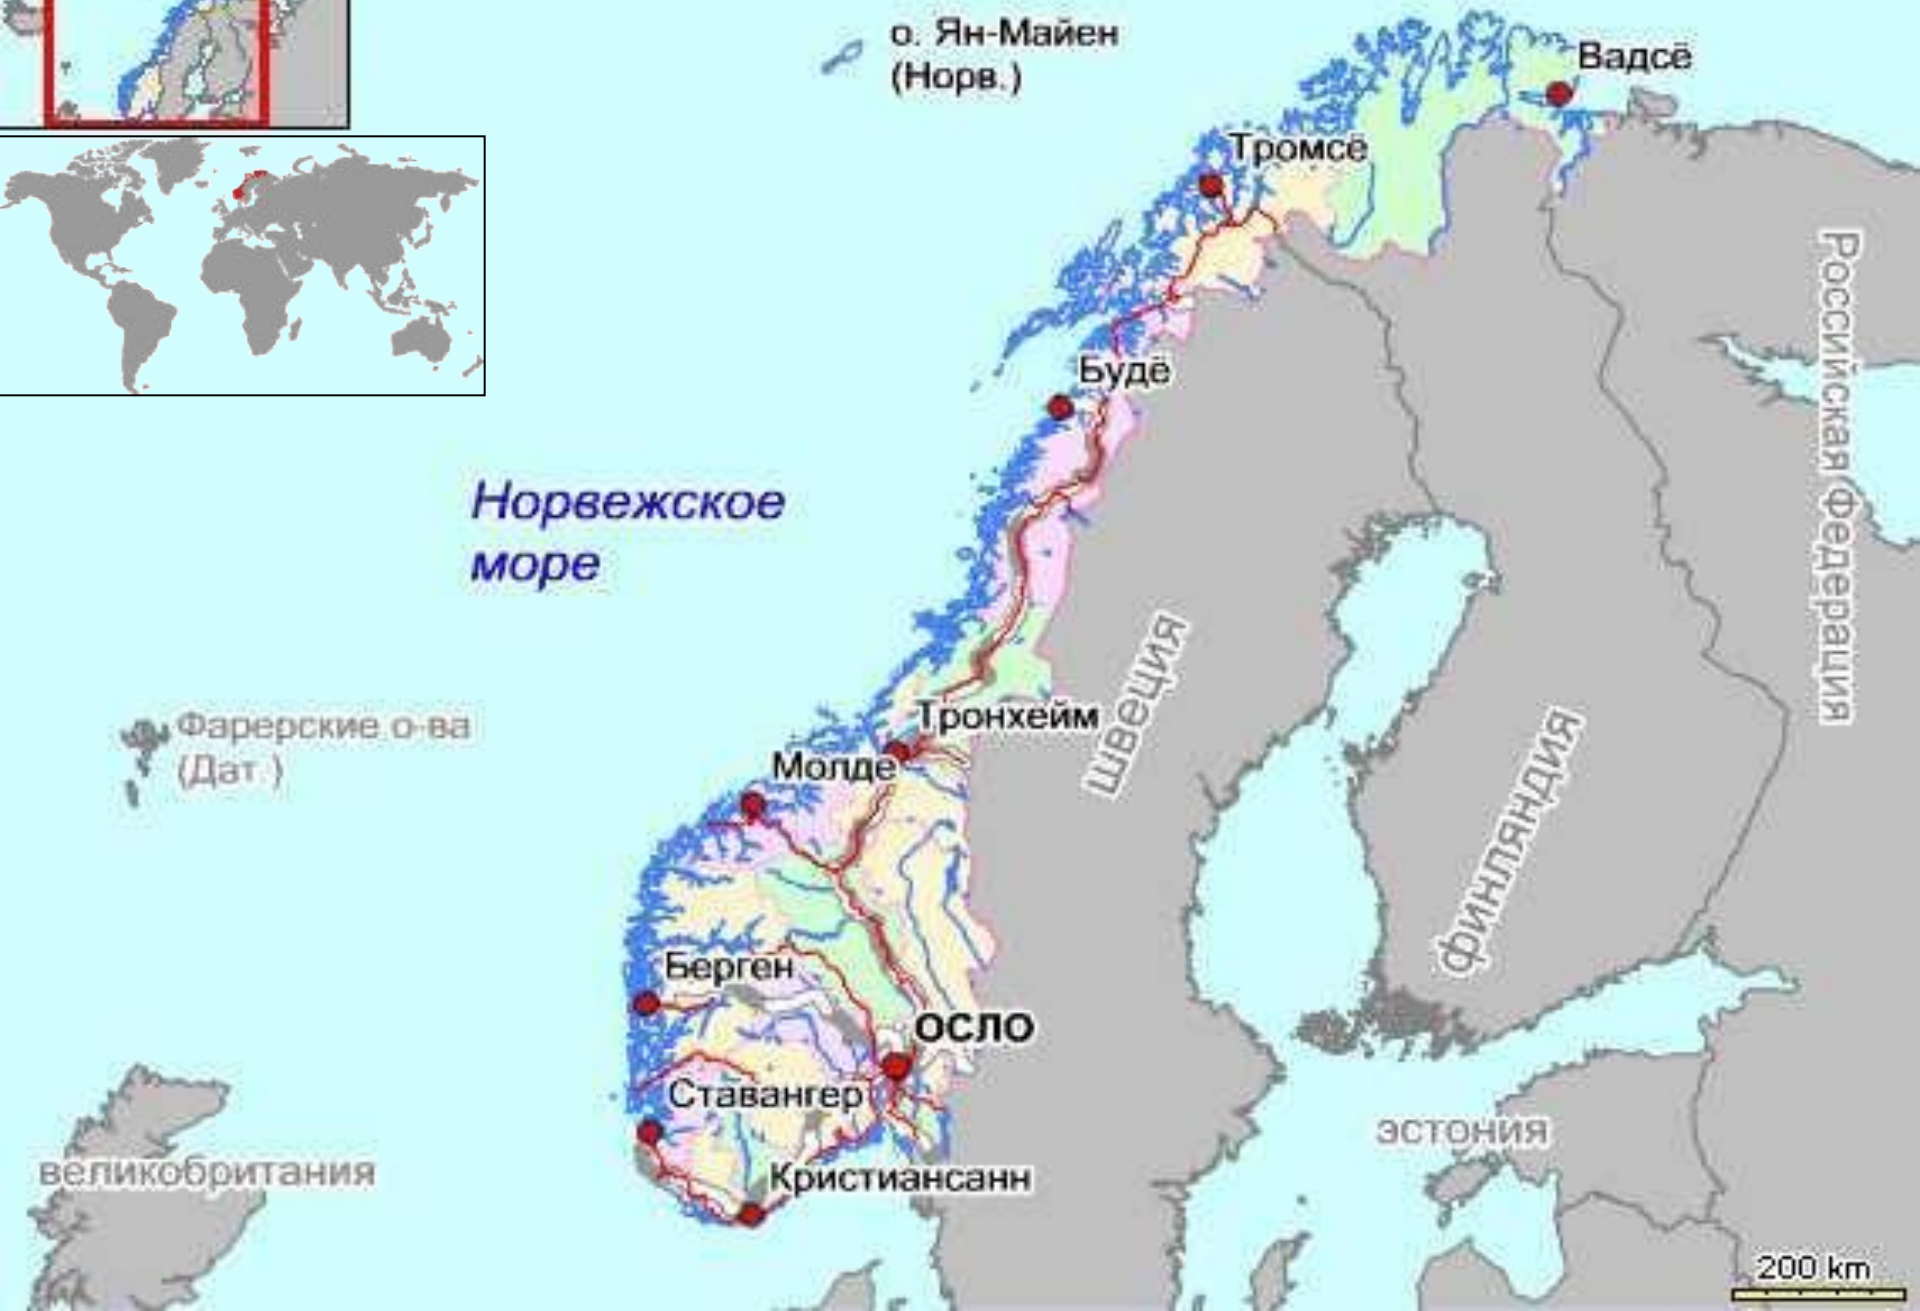 о. Ян-Майен
(Норв.)
Вадсё
Тромсё
Будё
Российская Федерация
Норвежское
море
швеция
Фарерские о-ва
(Дат.)
Тронхейм
Молде
финляндия
Берген
ОСЛО
Ставангер
эстония
великобритания
Кристиансанн
200 km